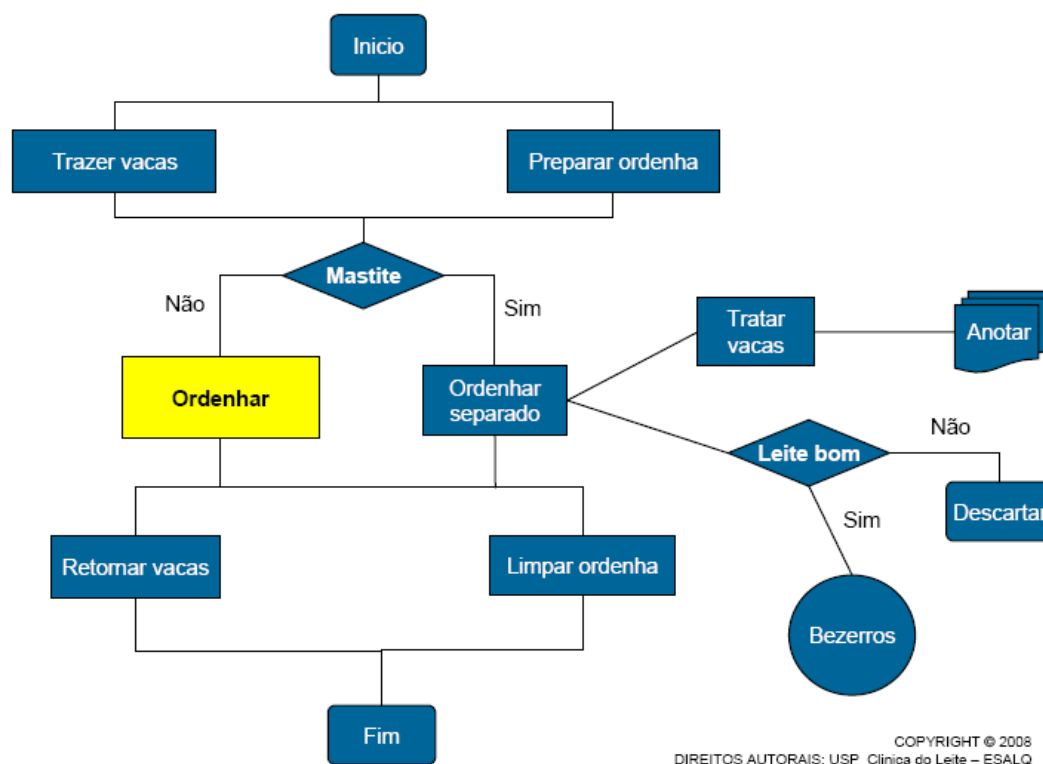 Inicio
Trazer vacas
Preparar ordenha
Mastite
Não
Sim
Ordenhar
Ordenhar
separado
Tratar
vacas
Anotar
Leite bom
Não
Descartar
Sim
Bezerros
Retornar vacas
Limpar ordenha
Fim
COPYRIGHT © 2008
DIREITOS AUTORAIS: USP Clinica do Leite – ESALQ